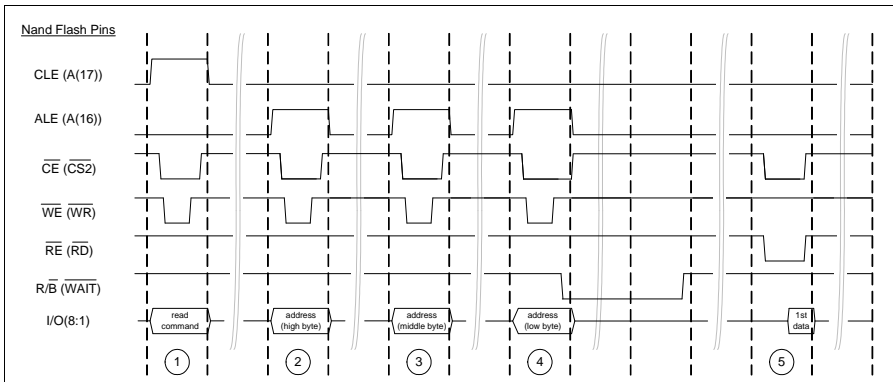 Nand Flash Pins
CLE (A(17))
ALE (A(16))
CE (CS2)
WE (WR)
RE (RD)
R/B (WAIT)
I/O(8:1)
read
command
address
(high byte)
address
(middle byte)
address
(low byte)
1st
data
1
2
3
4
5